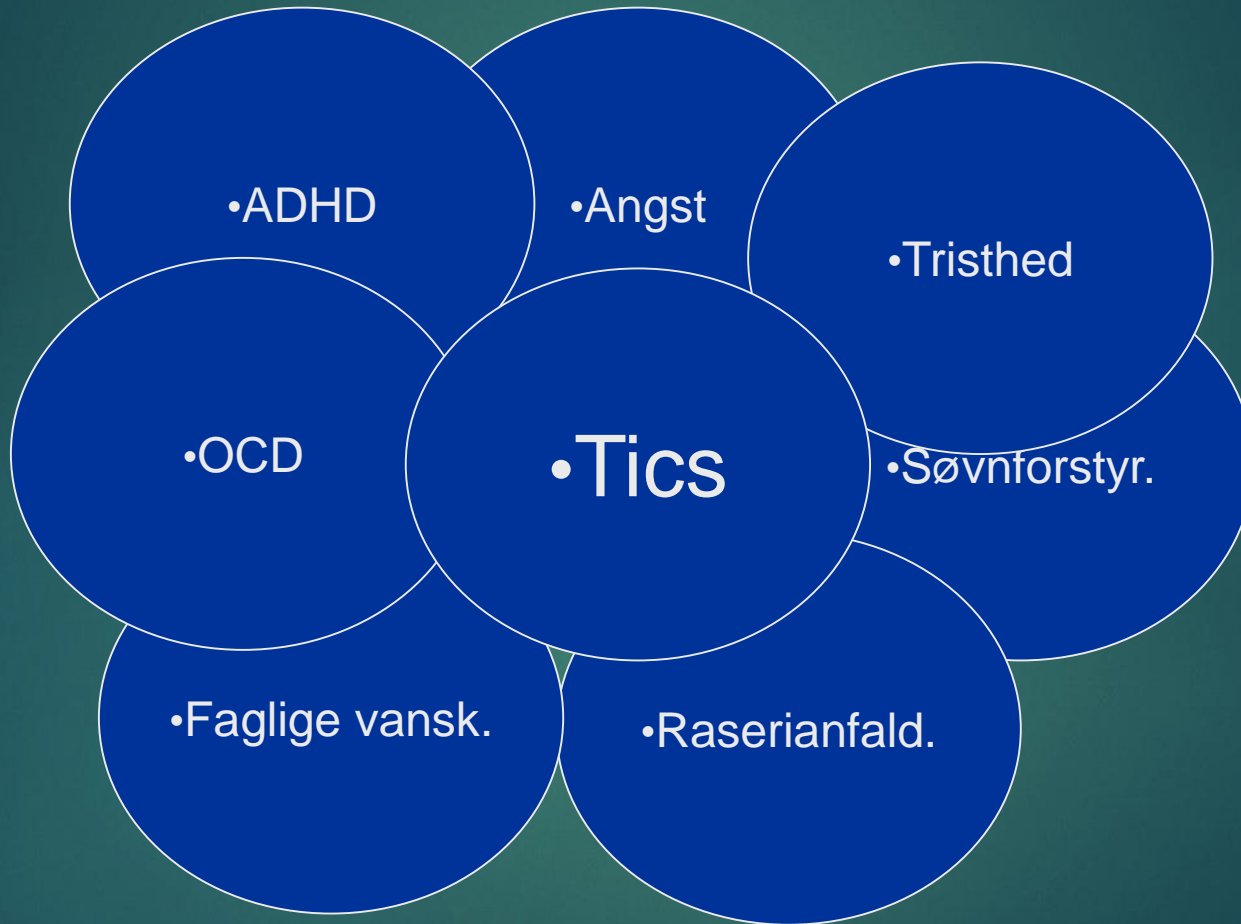 •ADHD
•Angst
•Tristhed
•OCD
•Tics
•Søvnforstyr.
•Faglige vansk.
•Raserianfald.